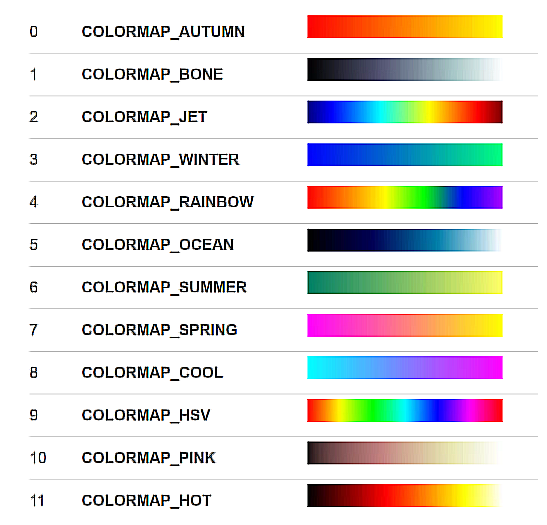 0 COLORMAP_AUTUMN
1 COLORMAP_BONE
2 COLORMAP_JET
3 COLORMAP_WINTER
4 COLORMAP_RAINBOW
5 COLORMAP_OCEAN
6 COLORMAP_SUMMER
7 COLORMAP_SPRING
8 COLORMAP_COOL
9 COLORMAP_HSV
10 COLORMAP_PINK
11 COLORMAP_HOT